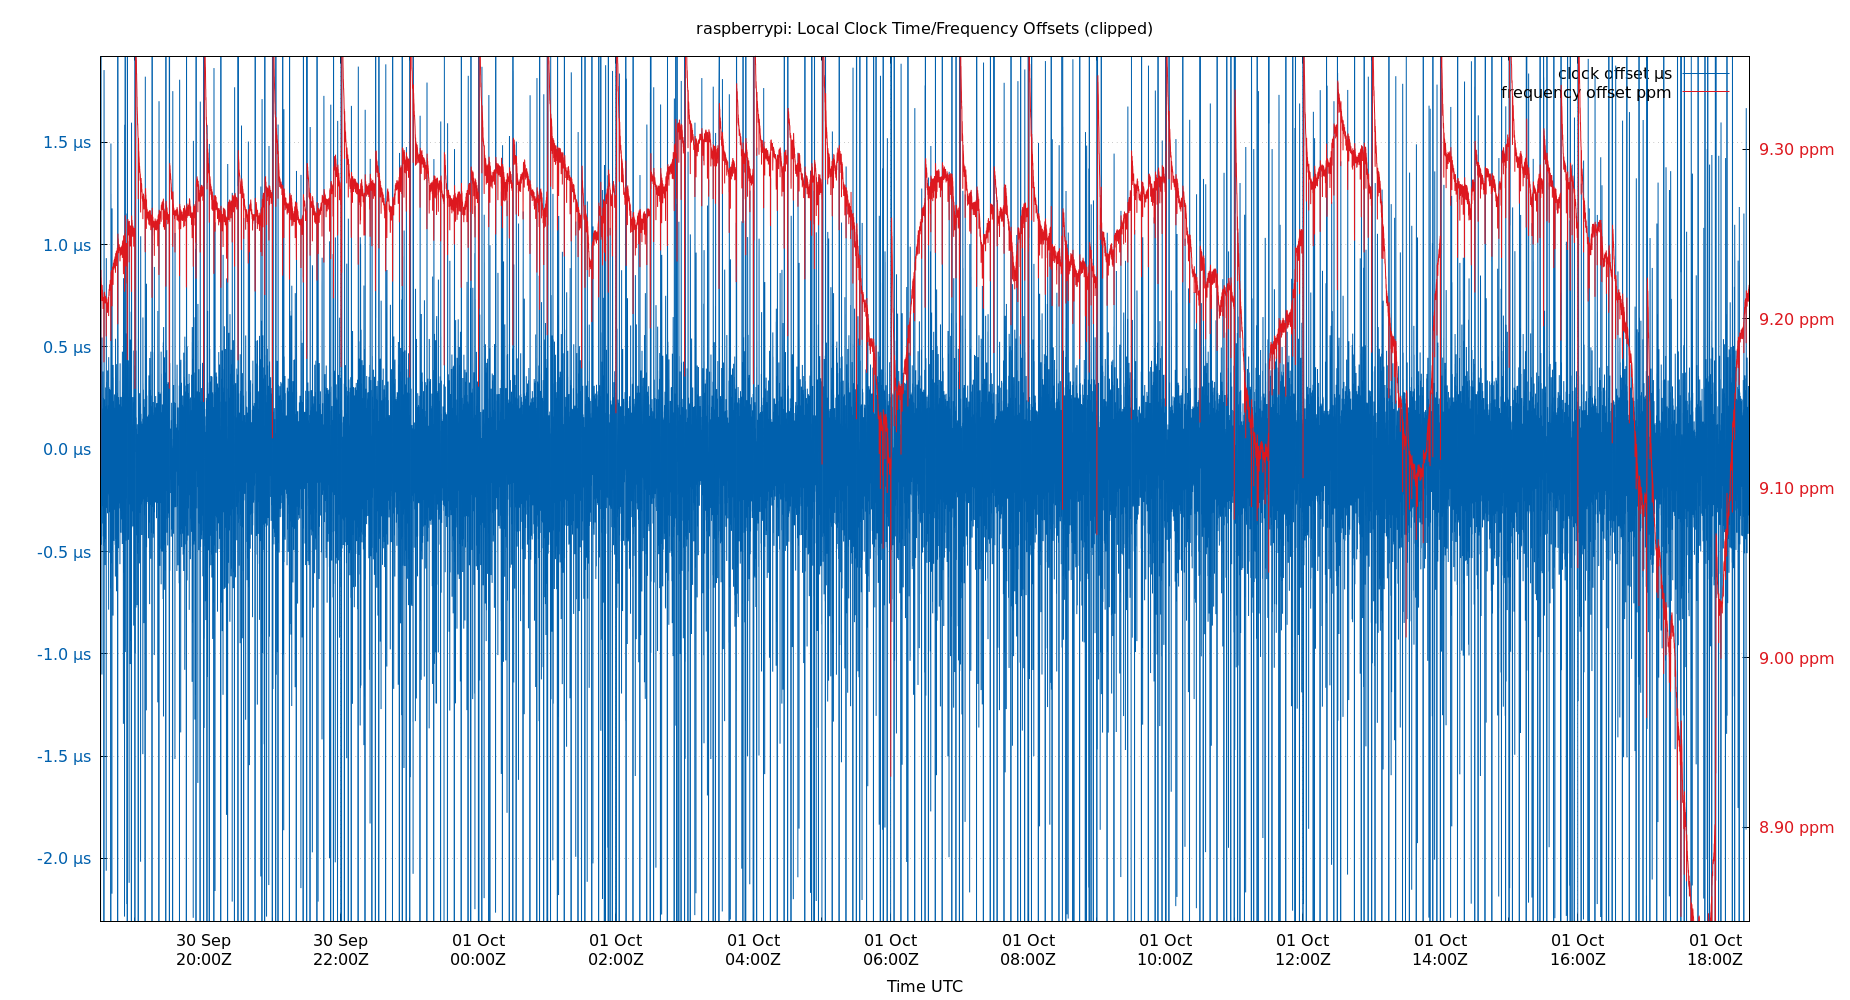 raspberrypi: Local Clock Time/Frequency Offsets (clipped)
clock offset µs
frequency offset ppm
1.5 µs
1.0 µs
0.5 µs
0.0 µs
-0.5 µs
-1.0 µs
-1.5 µs
-2.0 µs
9.30 ppm
9.20 ppm
9.10 ppm
9.00 ppm
8.90 ppm
30 Sep 30 Sep 01 Oct 01 Oct 01 Oct 01 Oct 01 Oct 01 Oct 01 Oct 01 Oct 01 Oct 01 Oct
20:00Z 22:00Z 00:00Z 02:00Z 04:00Z 06:00Z 08:00Z 10:00Z 12:00Z 14:00Z 16:00Z 18:00Z
Time UTC